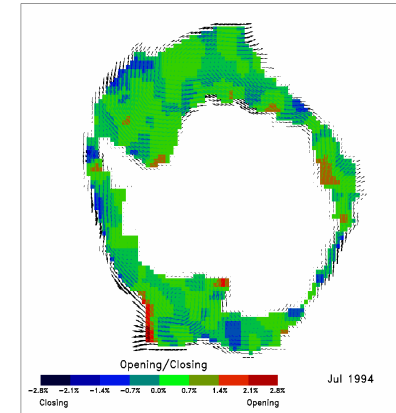 Opening/Closing
Jul 1994
-2.8% -2.1% -1.4% -0.7% 0.0% 0.7% 1.4% 2.1% 2.8%
Closing Opening